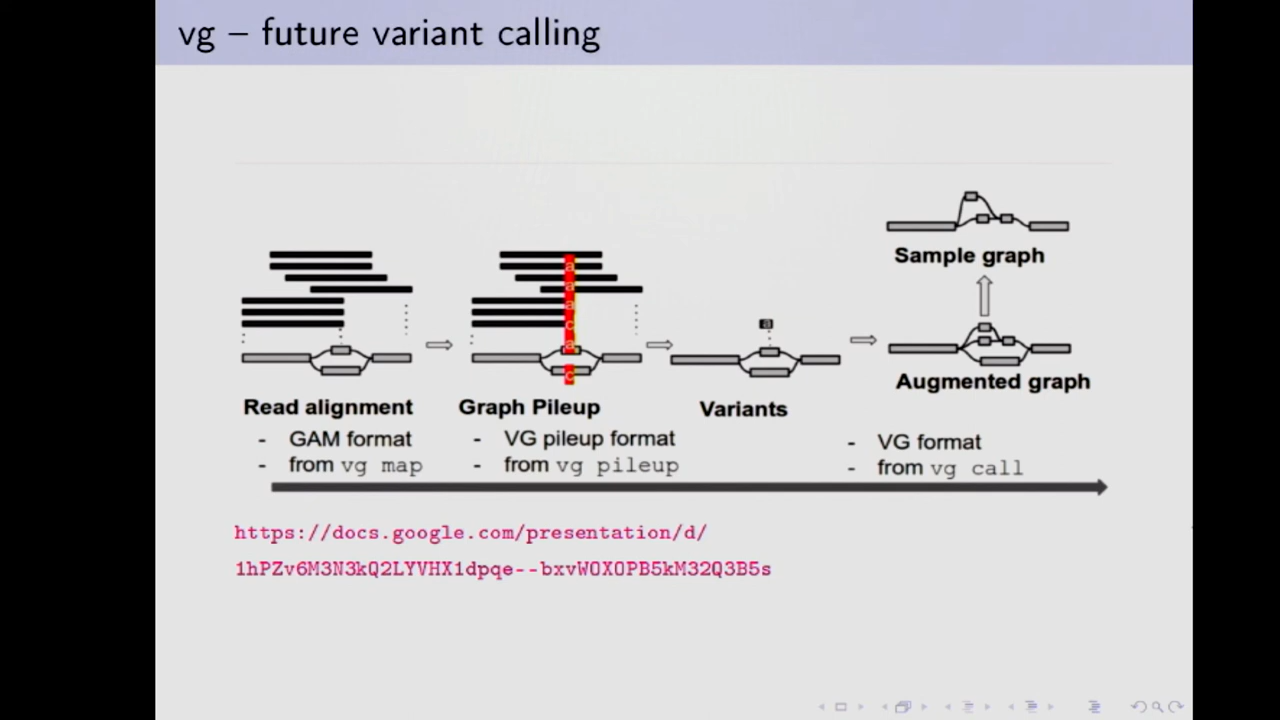 vg – future variant calling
a
a
a
c
a
c
a
Sample graph
Augmented graph
Read alignment
- GAM format
- from vg map
Graph Pileup
- VG pileup format
- from vg pileup
Variants
- VG format
- from vg call
https://docs.google.com/presentation/d/
1hPZv6M3N3kQ2LYVHX1dpqe--bxvWOXOPB5kM32Q3B5s